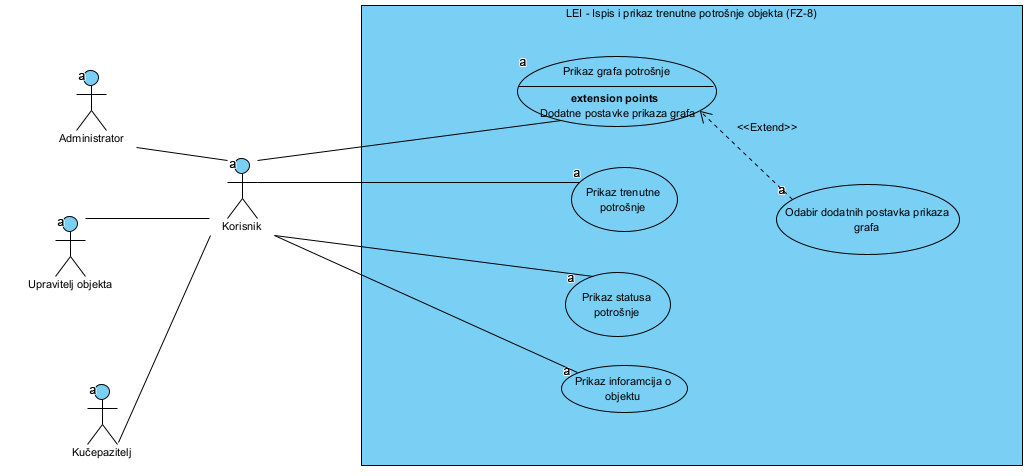 LEI - Ispis i prikaz trenutne potrošnje objekta (FZ-8)
a
Prikaz grafa potrošnje
extension points
Dodatne postavke prikaza grafa
<<Extend>>
a
Administrator
a
Korisnik
a
Prikaz trenutne
potrošnje
a
Odabir dodatnih postavka prikaza
grafa
a
Upravitelj objekta
a
Prikaz statusa
potrošnje
a
Prikaz inforamcija o
objektu
a
Kučepazitelj